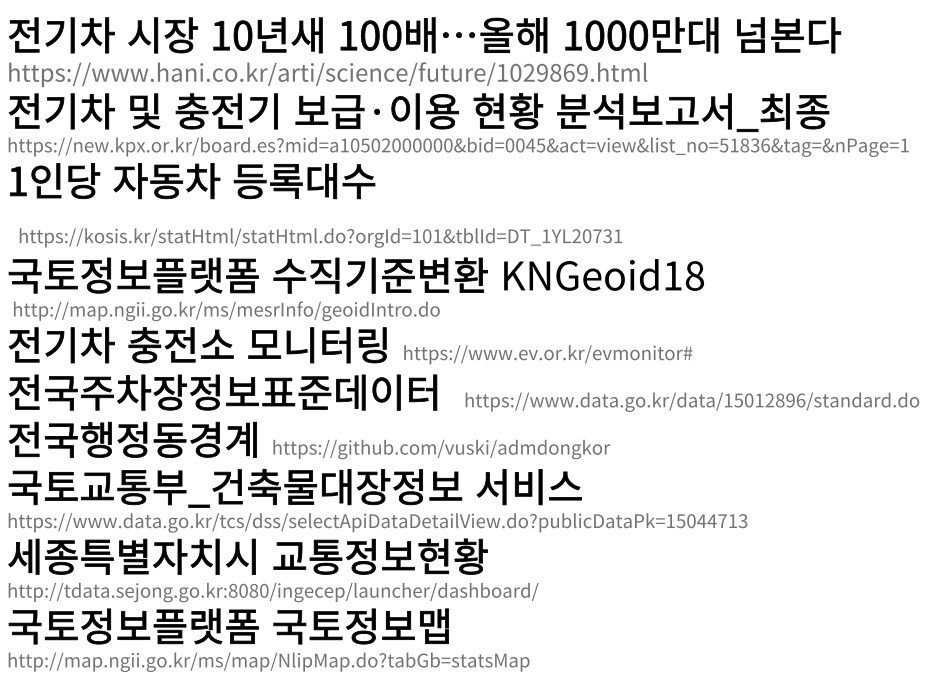 전기차 시장 10년새 100배…올해 1000만대 넘본다
https://www.hani.co.kr/arti/science/future/1029869.html
전기차 및 충전기 보급·이용 현황 분석보고서_최종
https://new.kpx.or.kr/board.es?mid=a10502000000&bid=0045&act=view&list_no=51836&tag=&nPage=1
1인당 자동차 등록대수
https://kosis.kr/statHtml/statHtml.do?orgId=101&tblId=DT_1YL20731
국토정보플랫폼 수직기준변환 KNGeoid18
http://map.ngii.go.kr/ms/mesrInfo/geoidIntro.do
전기차 충전소 모니터링 https://www.ev.or.kr/evmonitor#
전국주차장정보표준데이터 https://www.data.go.kr/data/15012896/standard.do
전국행정동경계 https://github.com/vuski/admdongkor
국토교통부_건축물대장정보 서비스
https://www.data.go.kr/tcs/dss/selectApiDataDetailView.do?publicDataPk=15044713
세종특별자치시 교통정보현황
http://tdata.sejong.go.kr:8080/ingecep/launcher/dashboard/
국토정보플랫폼 국토정보맵
http://map.ngii.go.kr/ms/map/NlipMap.do?tabGb=statsMap